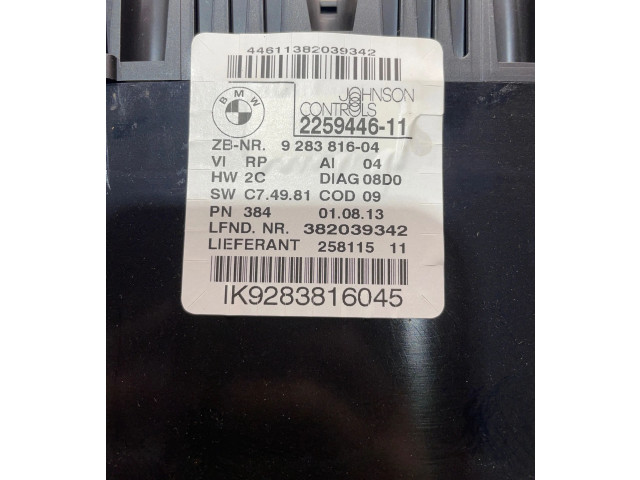 44611382039342
BMW
JOHNSON
CONTROLS
2259446-11
ZB-NR. 9 283 816-04
VI RP AI 04
HW 2C DIAG 08D0
SW C7.49.81 COD 09
PN 384 01.08.13
LFND. NR. 382039342
LIEFERANT 258115 11
IK9283816045